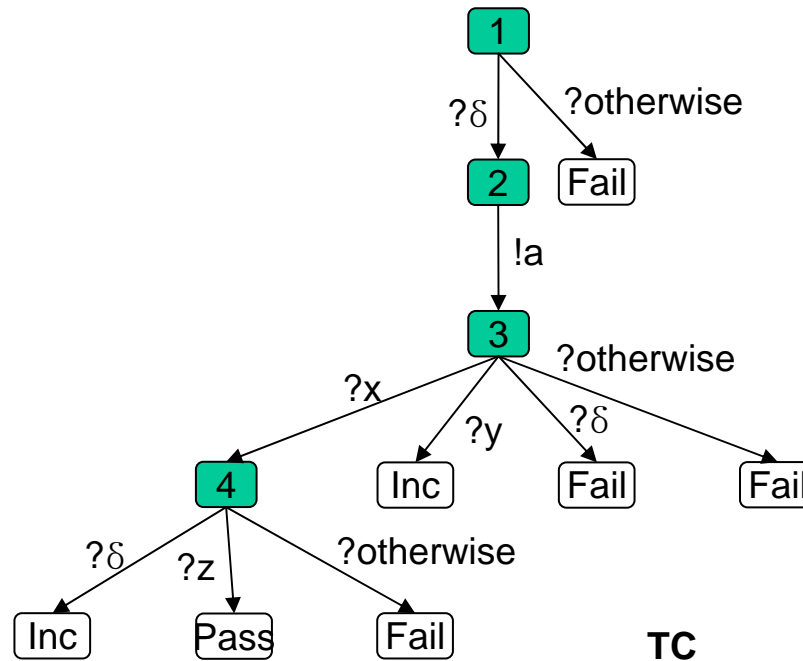 1
?δ
?otherwise
2
Fail
!a
3
?otherwise
?x
?y
?δ
4
Inc
Fail
Fail
?δ
?z
?otherwise
Inc
Pass
Fail
TC